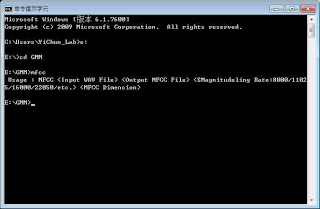 命令提示字元
Microsoft Windows [版本 6.1.7600]
Copyright (c) 2009 Microsoft Corporation. All rights reserved.
C:\Users\YiChun_Lab>e:
E:\>cd GMM
E:\GMM>mfcc
Usage : MFCC <Input WAV File> <Output MFCC File> <SMagnitudeling Rate:8000/1102
5/16000/22050/etc.> <MFCC Dimension>
E:\GMM>